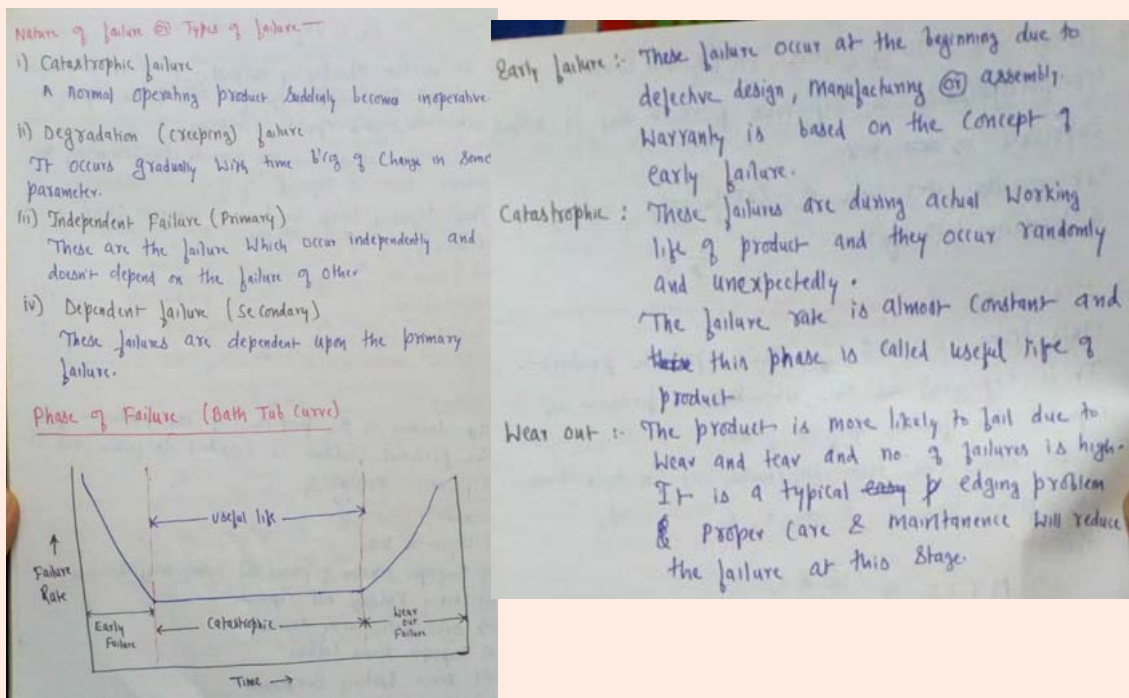 Nature of failure or Types of failure —
i) Catastrophic failure
A normal operating product suddenly becomes inoperative
ii) Degradation (creeping) failure
It occurs gradually with time b'cg of change in some
parameter.
iii) Independent Failure (Primary)
These are the failure which occur independently and
doesn't depend on the failure of other
iv) Dependent failure (Secondary)
These failures are dependent upon the primary
failure.
Phase of Failure (Bath Tub Curve)
useful life
↑
Failure
Rate
Early
Failure
Catastrophic
Wear
out
Failure
Time →
Early failure :- These failure occur at the beginning due to
defective design, manufacturing or assembly.
Warranty is based on the concept of
early failure.
Catastrophic : These failures are during actual working
life of product and they occur randomly
and unexpectedly.
The failure rate is almost constant and
this phase is called useful life of
product
Wear out :- The product is more likely to fail due to
wear and tear and no. of failures is high.
It is a typical edging problem
& Proper care & maintanence will reduce
the failure at this stage.